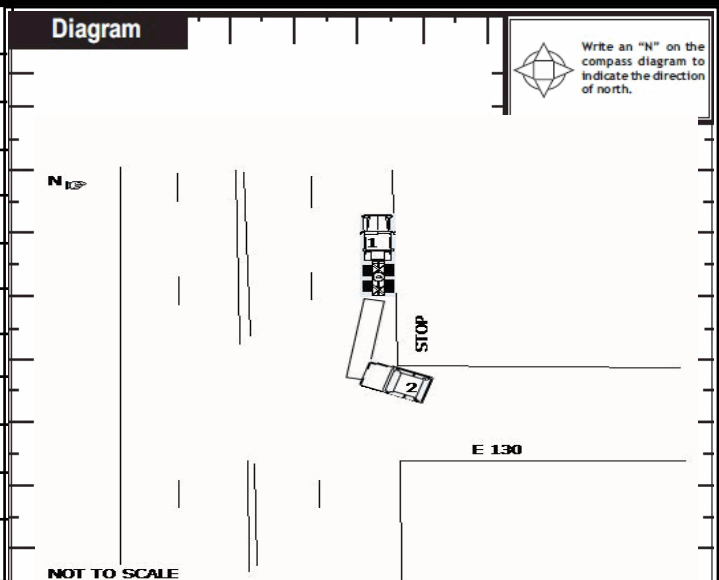 Diagram
Write an "N" on the
compass diagram to
indicate the direction
of north.
N
1
STOP
2
E 130
NOT TO SCALE